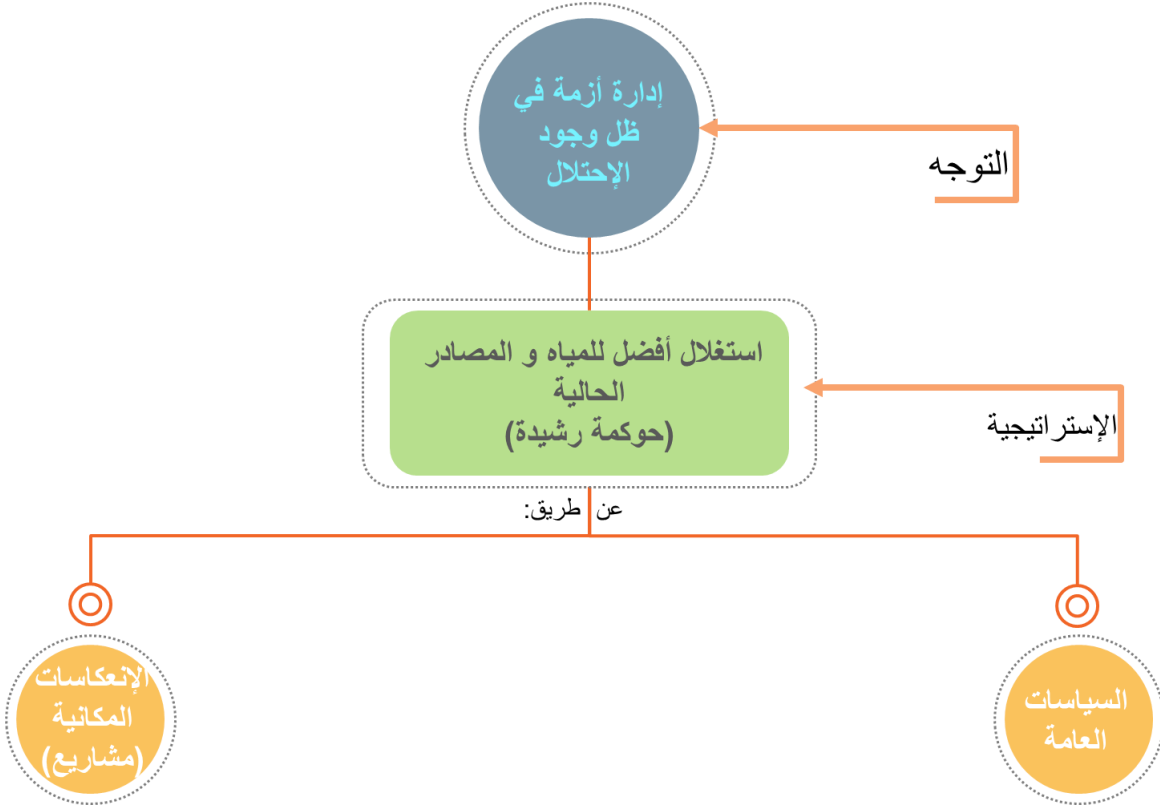 إدارة أزمة في
ظل وجود
الإحتلال
التوجه
استغلال أفضل للمياه و المصادر
الحالية
(حوكمة رشيدة)
الإستراتيجية
عن طريق:
السياسات
العامة
الإنعكاسات
المكانية
(مشاريع)